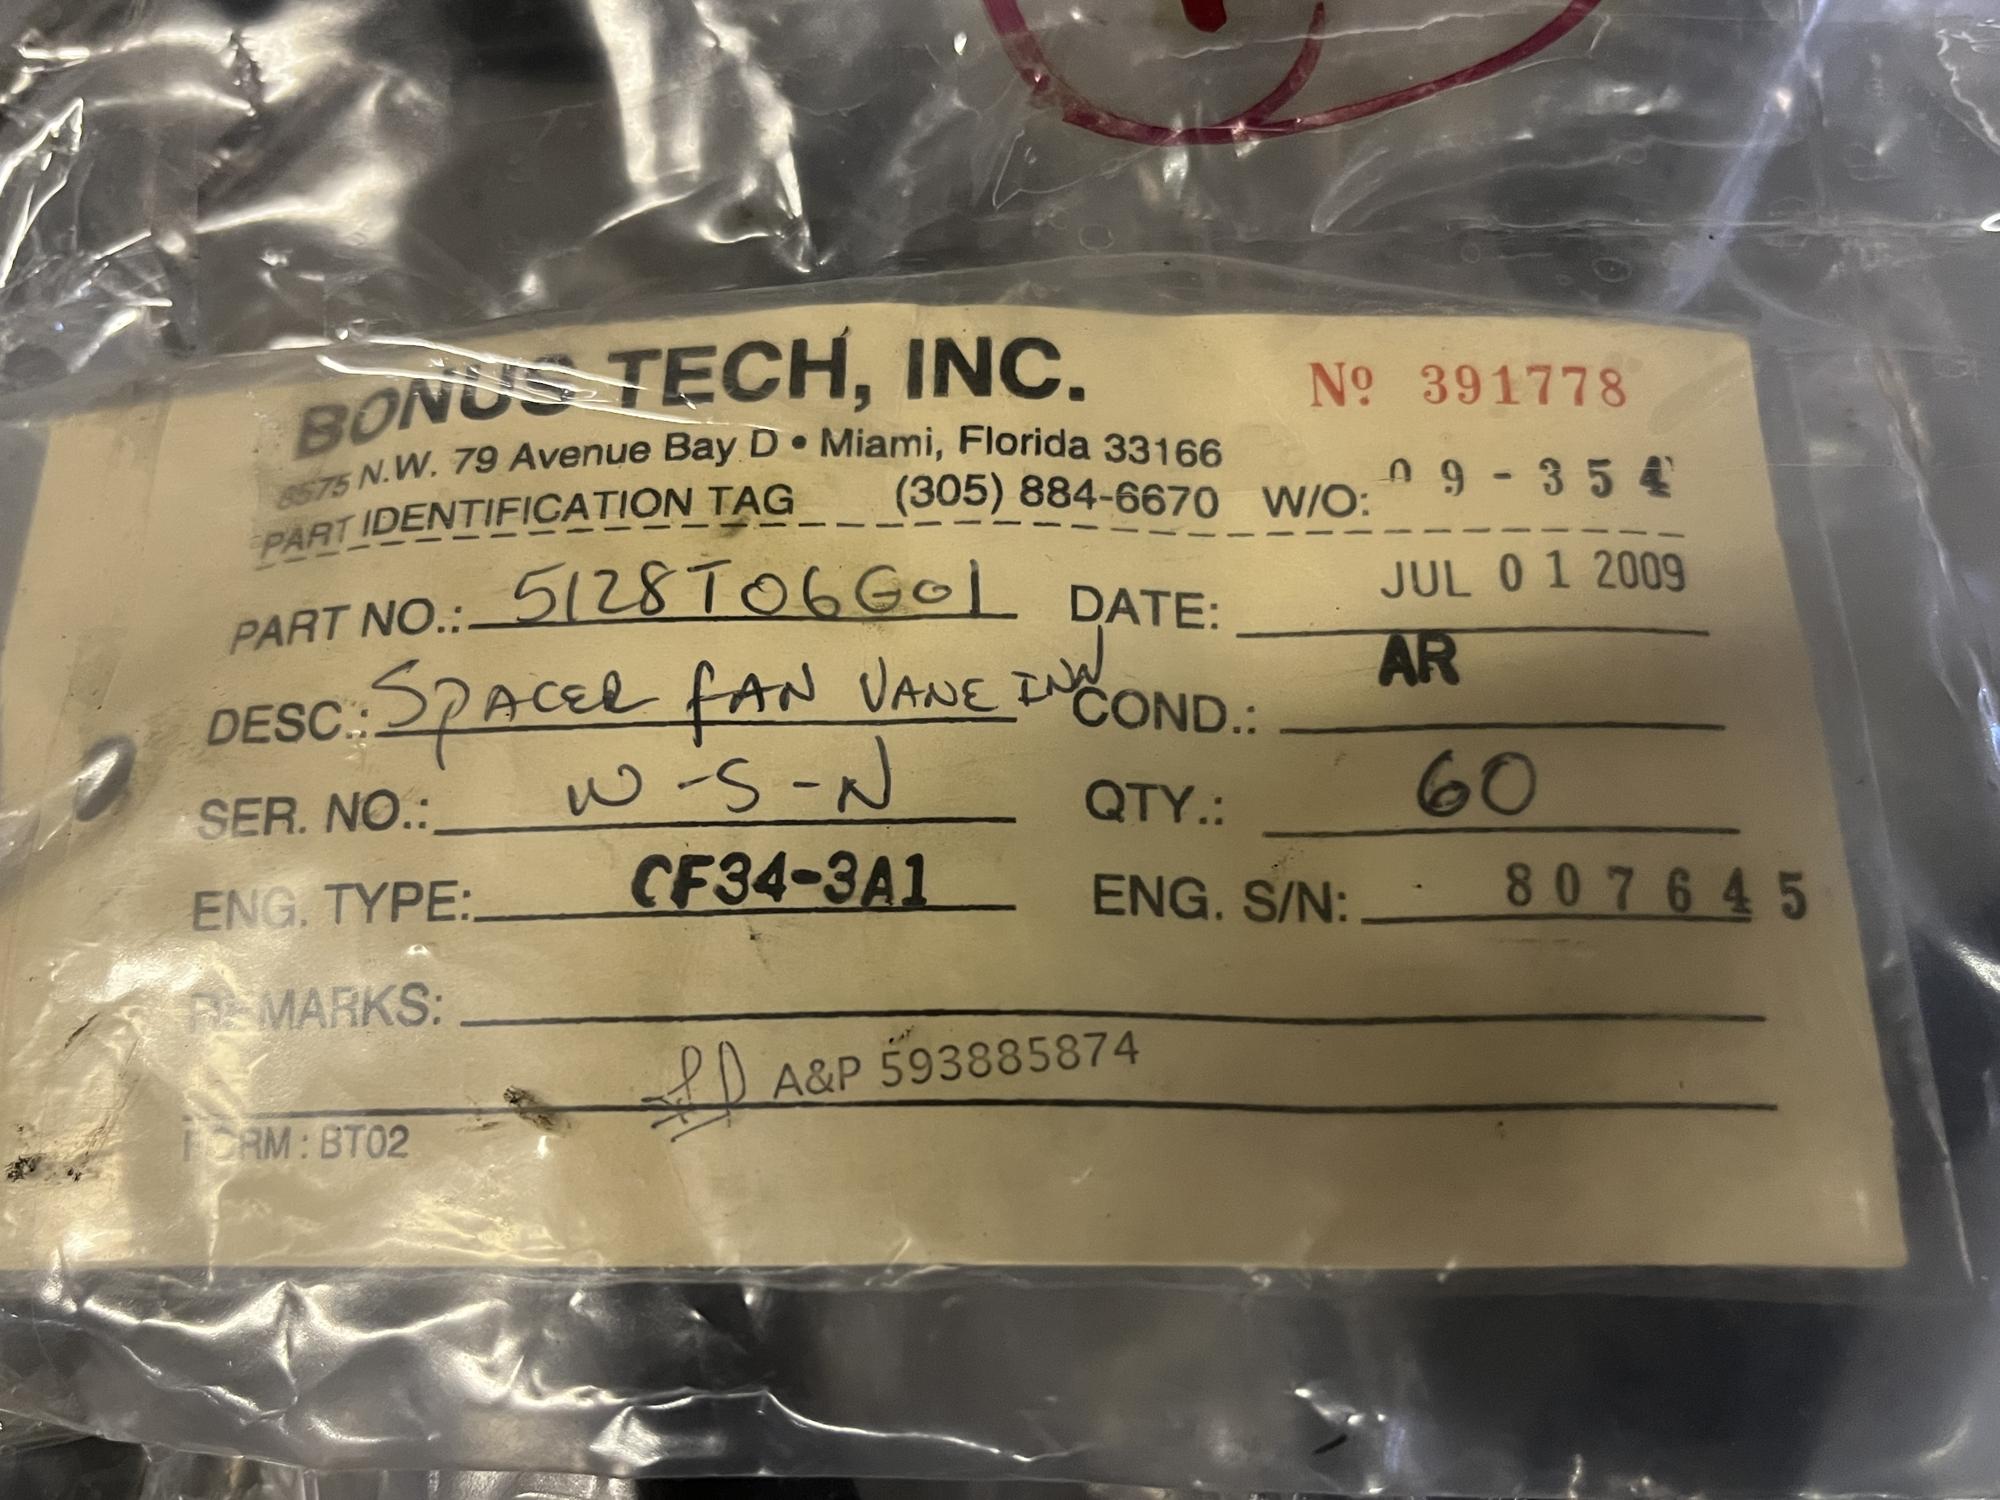 BONUS TECH, INC.
Nº 391778
8575 N.W. 79 Avenue Bay D • Miami, Florida 33166
PART IDENTIFICATION TAG (305) 884-6670 W/O: 09-354
PART NO.: 5128T06G01 DATE: JUL 01 2009
DESC.: SPACER FAN VANE INW COND.: AR
SER. NO.: W-S-N QTY.: 60
ENG. TYPE: CF34-3A1 ENG. S/N: 807645
REMARKS:
A&P 593885874
FORM: BT02